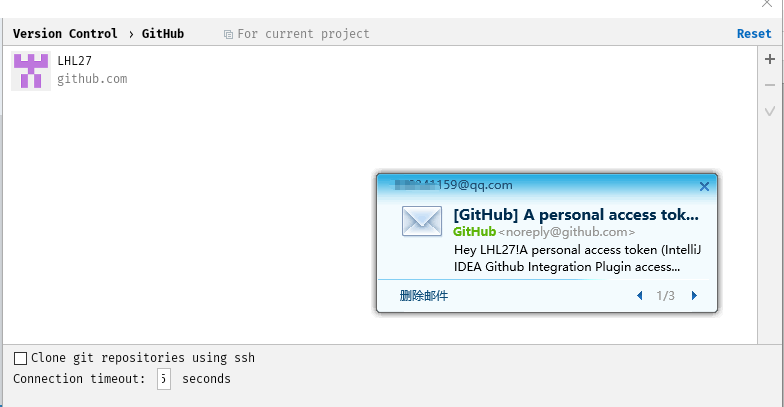 Version Control › GitHub For current project Reset
LHL27
github.com
1159@qq.com
[GitHub] A personal access tok...
GitHub <noreply@github.com>
Hey LHL27!A personal access token (IntelliJ
IDEA Github Integration Plugin access...
删除邮件 1/3
Clone git repositories using ssh
Connection timeout: 5 seconds